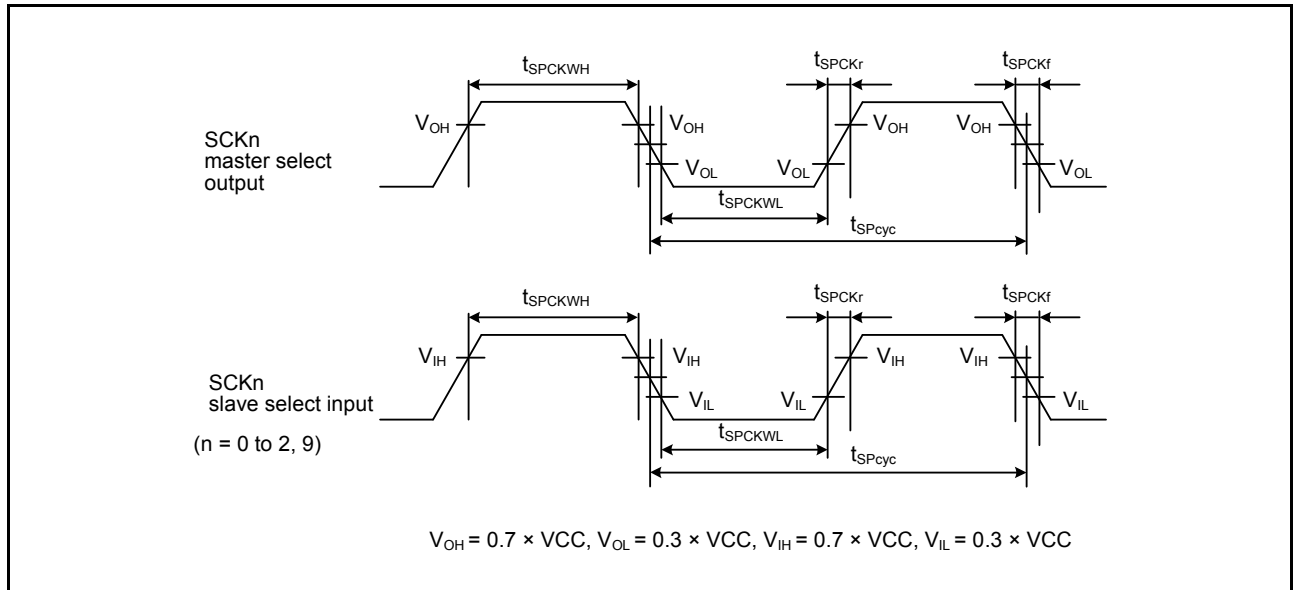 tSPCKWH
tSPCKr
tSPCKf
VOH
VOH
VOL
VOL
VOH
VOH
VOL
SCKn
master select
output
tSPCKWL
tSPcyc
tSPCKWH
tSPCKr
tSPCKf
VIH
VIH
VIL
VIL
VIH
VIH
VIL
SCKn
slave select input
(n = 0 to 2, 9)
tSPCKWL
tSPcyc
VOH = 0.7 × VCC, VOL = 0.3 × VCC, VIH = 0.7 × VCC, VIL = 0.3 × VCC